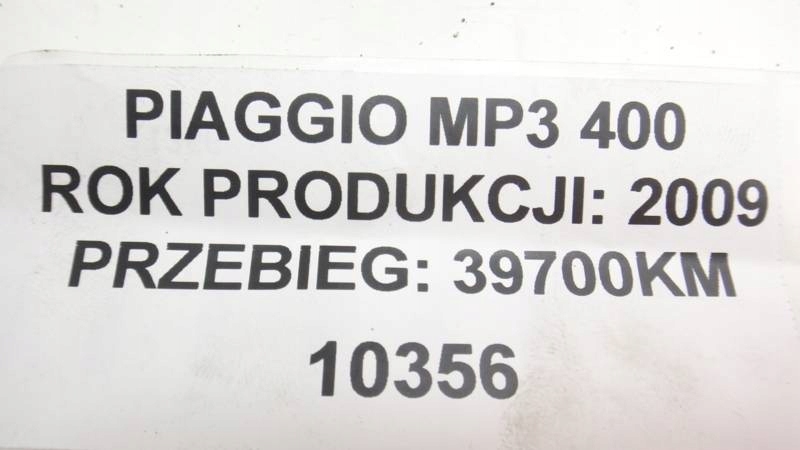 PIAGGIO MP3 400
ROK PRODUKCJI: 2009
PRZEBIEG: 39700KM
10356